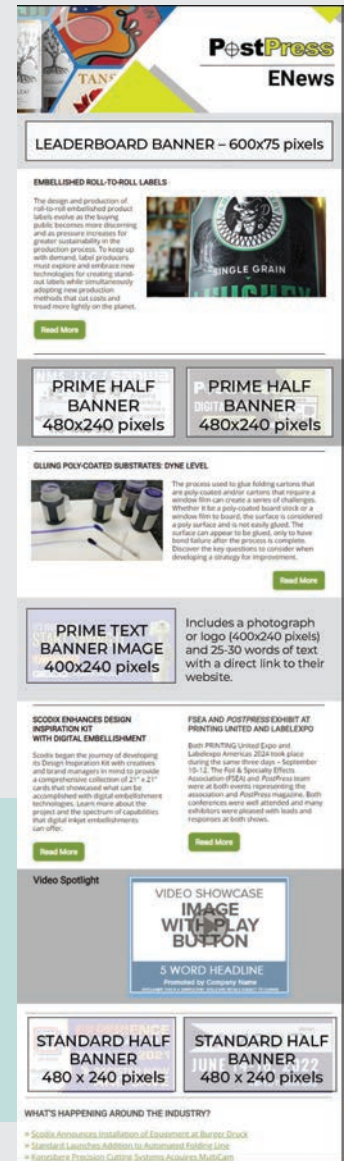 TANS
PostPress
ENews
LEADERBOARD BANNER – 600x75 pixels
EMBELLISHED ROLL-TO-ROLL LABELS
The design and production of
roll-to-roll embellished product
labels evolve as the buying
public becomes more discerning
and as pressure increases for
greater sustainability in the
production process. To keep up
with demand, label producers
must explore and embrace new
technologies for creating stand-
out labels while simultaneously
adopting new production
methods that cut costs and
tread more lightly on the planet.
SINGLE GRAIN
Read More
PRIME HALF
BANNER
480x240 pixels
PRIME HALF
BANNER
480x240 pixels
GLUING POLY-COATED SUBSTRATES: DYNE LEVEL
The process used to glue folding cartons that
are poly-coated and/or cartons that require a
window film can create a series of challenges.
Whether it be a poly-coated board stock or a
window film to board, the surface is considered
a poly surface and is not easily glued. The
surface can appear to be glued, only to have
bond failure after the process is complete.
Discover the key questions to consider when
developing a strategy for improvement.
Read More
PRIME TEXT
BANNER IMAGE
400x240 pixels
Includes a photograph
or logo (400x240 pixels)
and 25-30 words of text
with a direct link to their
website.
SCODIX ENHANCES DESIGN
INSPIRATION KIT
WITH DIGITAL EMBELLISHMENT
Scodix began the journey of developing
its Design Inspiration Kit with creatives
and brand managers in mind to provide
a comprehensive collection of 21" x 21"
cards that showcased what can be
accomplished with digital embellishment
technologies. Learn more about the
project and the spectrum of capabilities
that digital inkjet embellishments
can offer.
Read More
FSEA AND POSTPRESS EXHIBIT AT
PRINTING UNITED AND LABELEXPO
Both PRINTING United Expo and
Labelexpo Americas 2024 took place
during the same three days – September
10-12. The Foil & Specialty Effects
Association (FSEA) and PostPress team
were at both events representing the
association and PostPress magazine. Both
conferences were well attended and many
exhibitors were pleased with leads and
responses at both shows.
Read More
Video Spotlight
VIDEO SHOWCASE
IMAGE
WITH PLAY
BUTTON
5 WORD HEADLINE
Promoted by Company Name
STANDARD HALF
BANNER
480 x 240 pixels
STANDARD HALF
BANNER
480 x 240 pixels
WHAT'S HAPPENING AROUND THE INDUSTRY?
» Scodix Announces Installation of Equipment at Burger Druck
» Standard Launches Addition to Automated Folding Line
» Kongsberg Precision Cutting Systems Acquires MultiCam